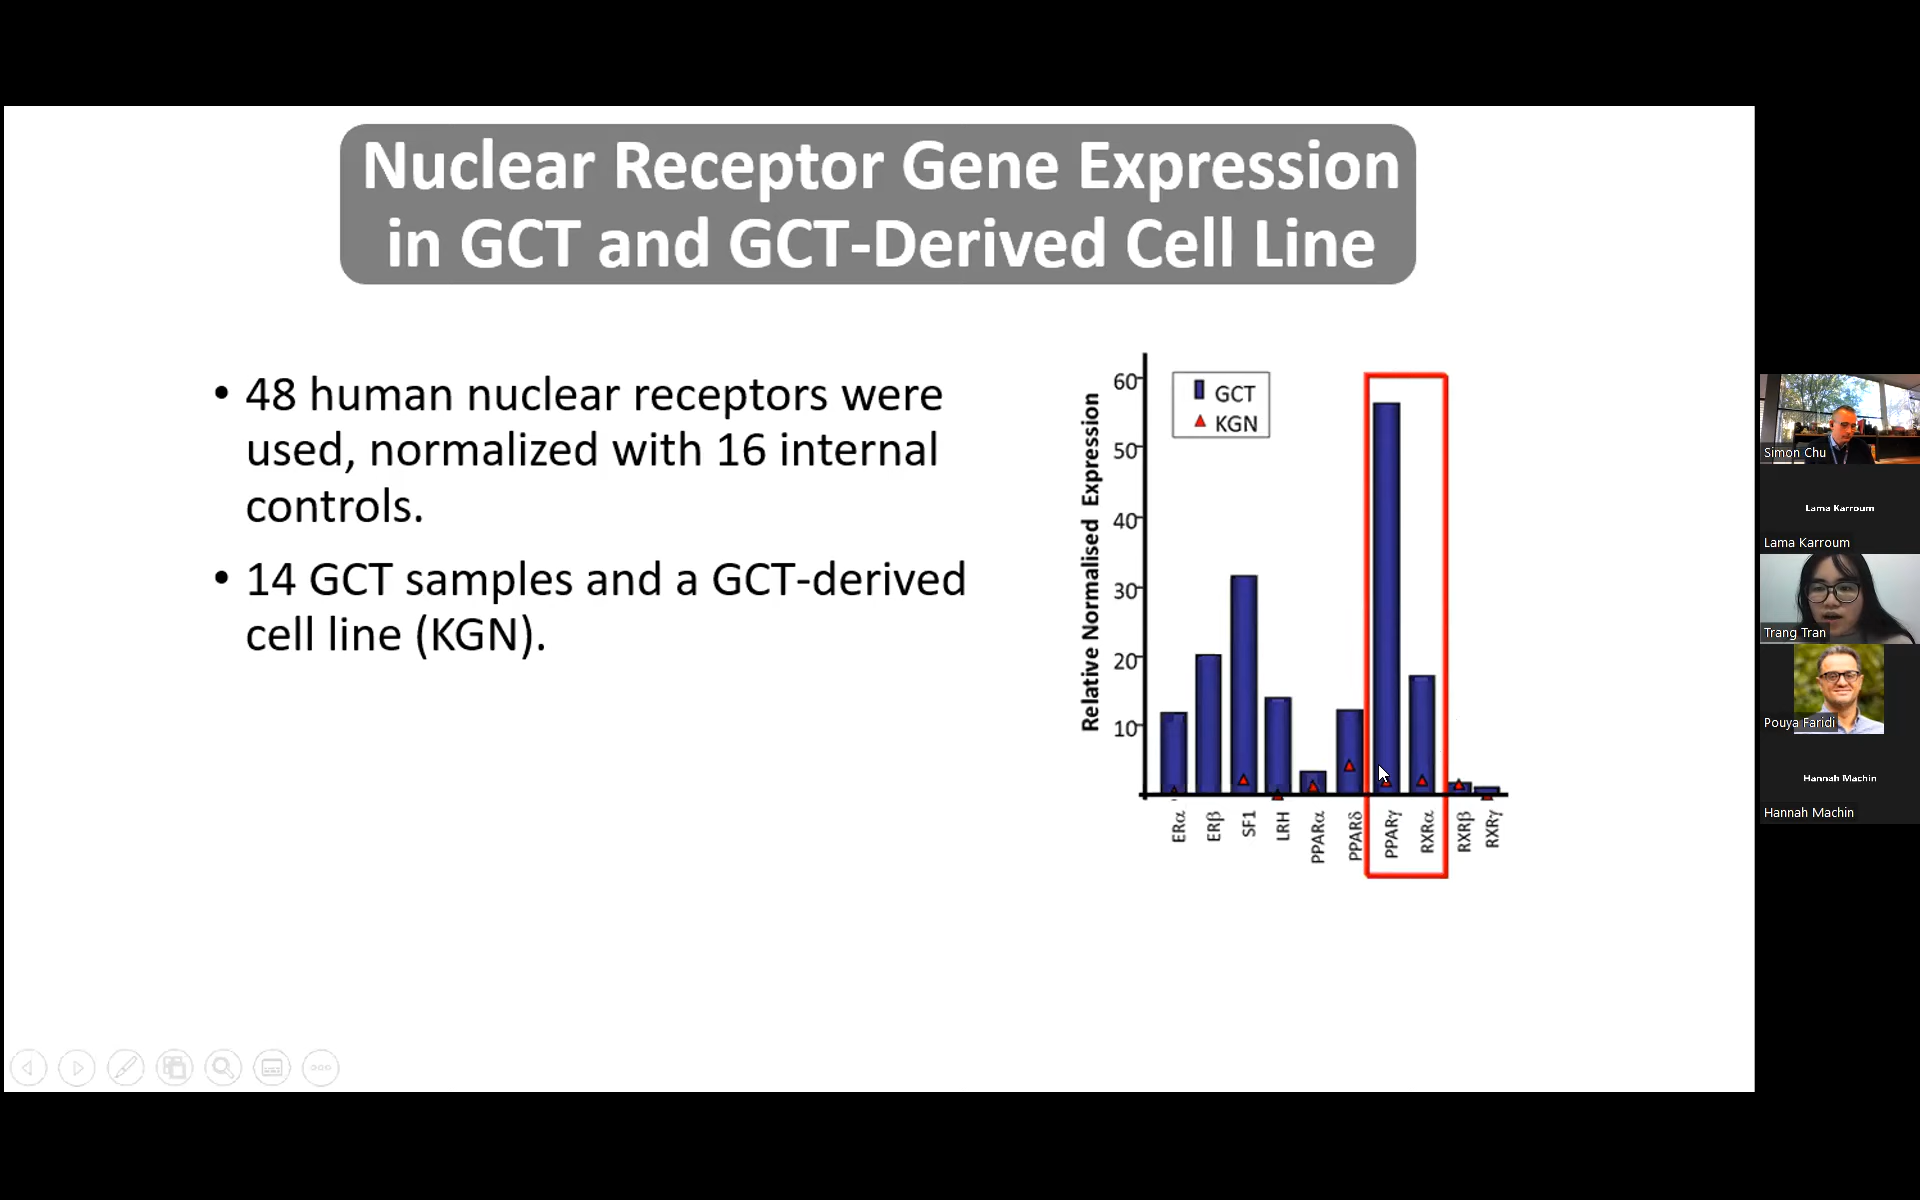 Nuclear Receptor Gene Expression
in GCT and GCT-Derived Cell Line
• 48 human nuclear receptors were
used, normalized with 16 internal
controls.
• 14 GCT samples and a GCT-derived
cell line (KGN).
Relative Normalised Expression
60
50
40
30
20
10
GCT
KGN
ERα
ERβ
SF1
LRH
PPARα
PPARδ
PPARγ
RXRα
RXRβ
RXRγ
Simon Chu
Lama Karroum
Lama Karroum
Trang Tran
Pouya Faridi
Hannah Machin
Hannah Machin